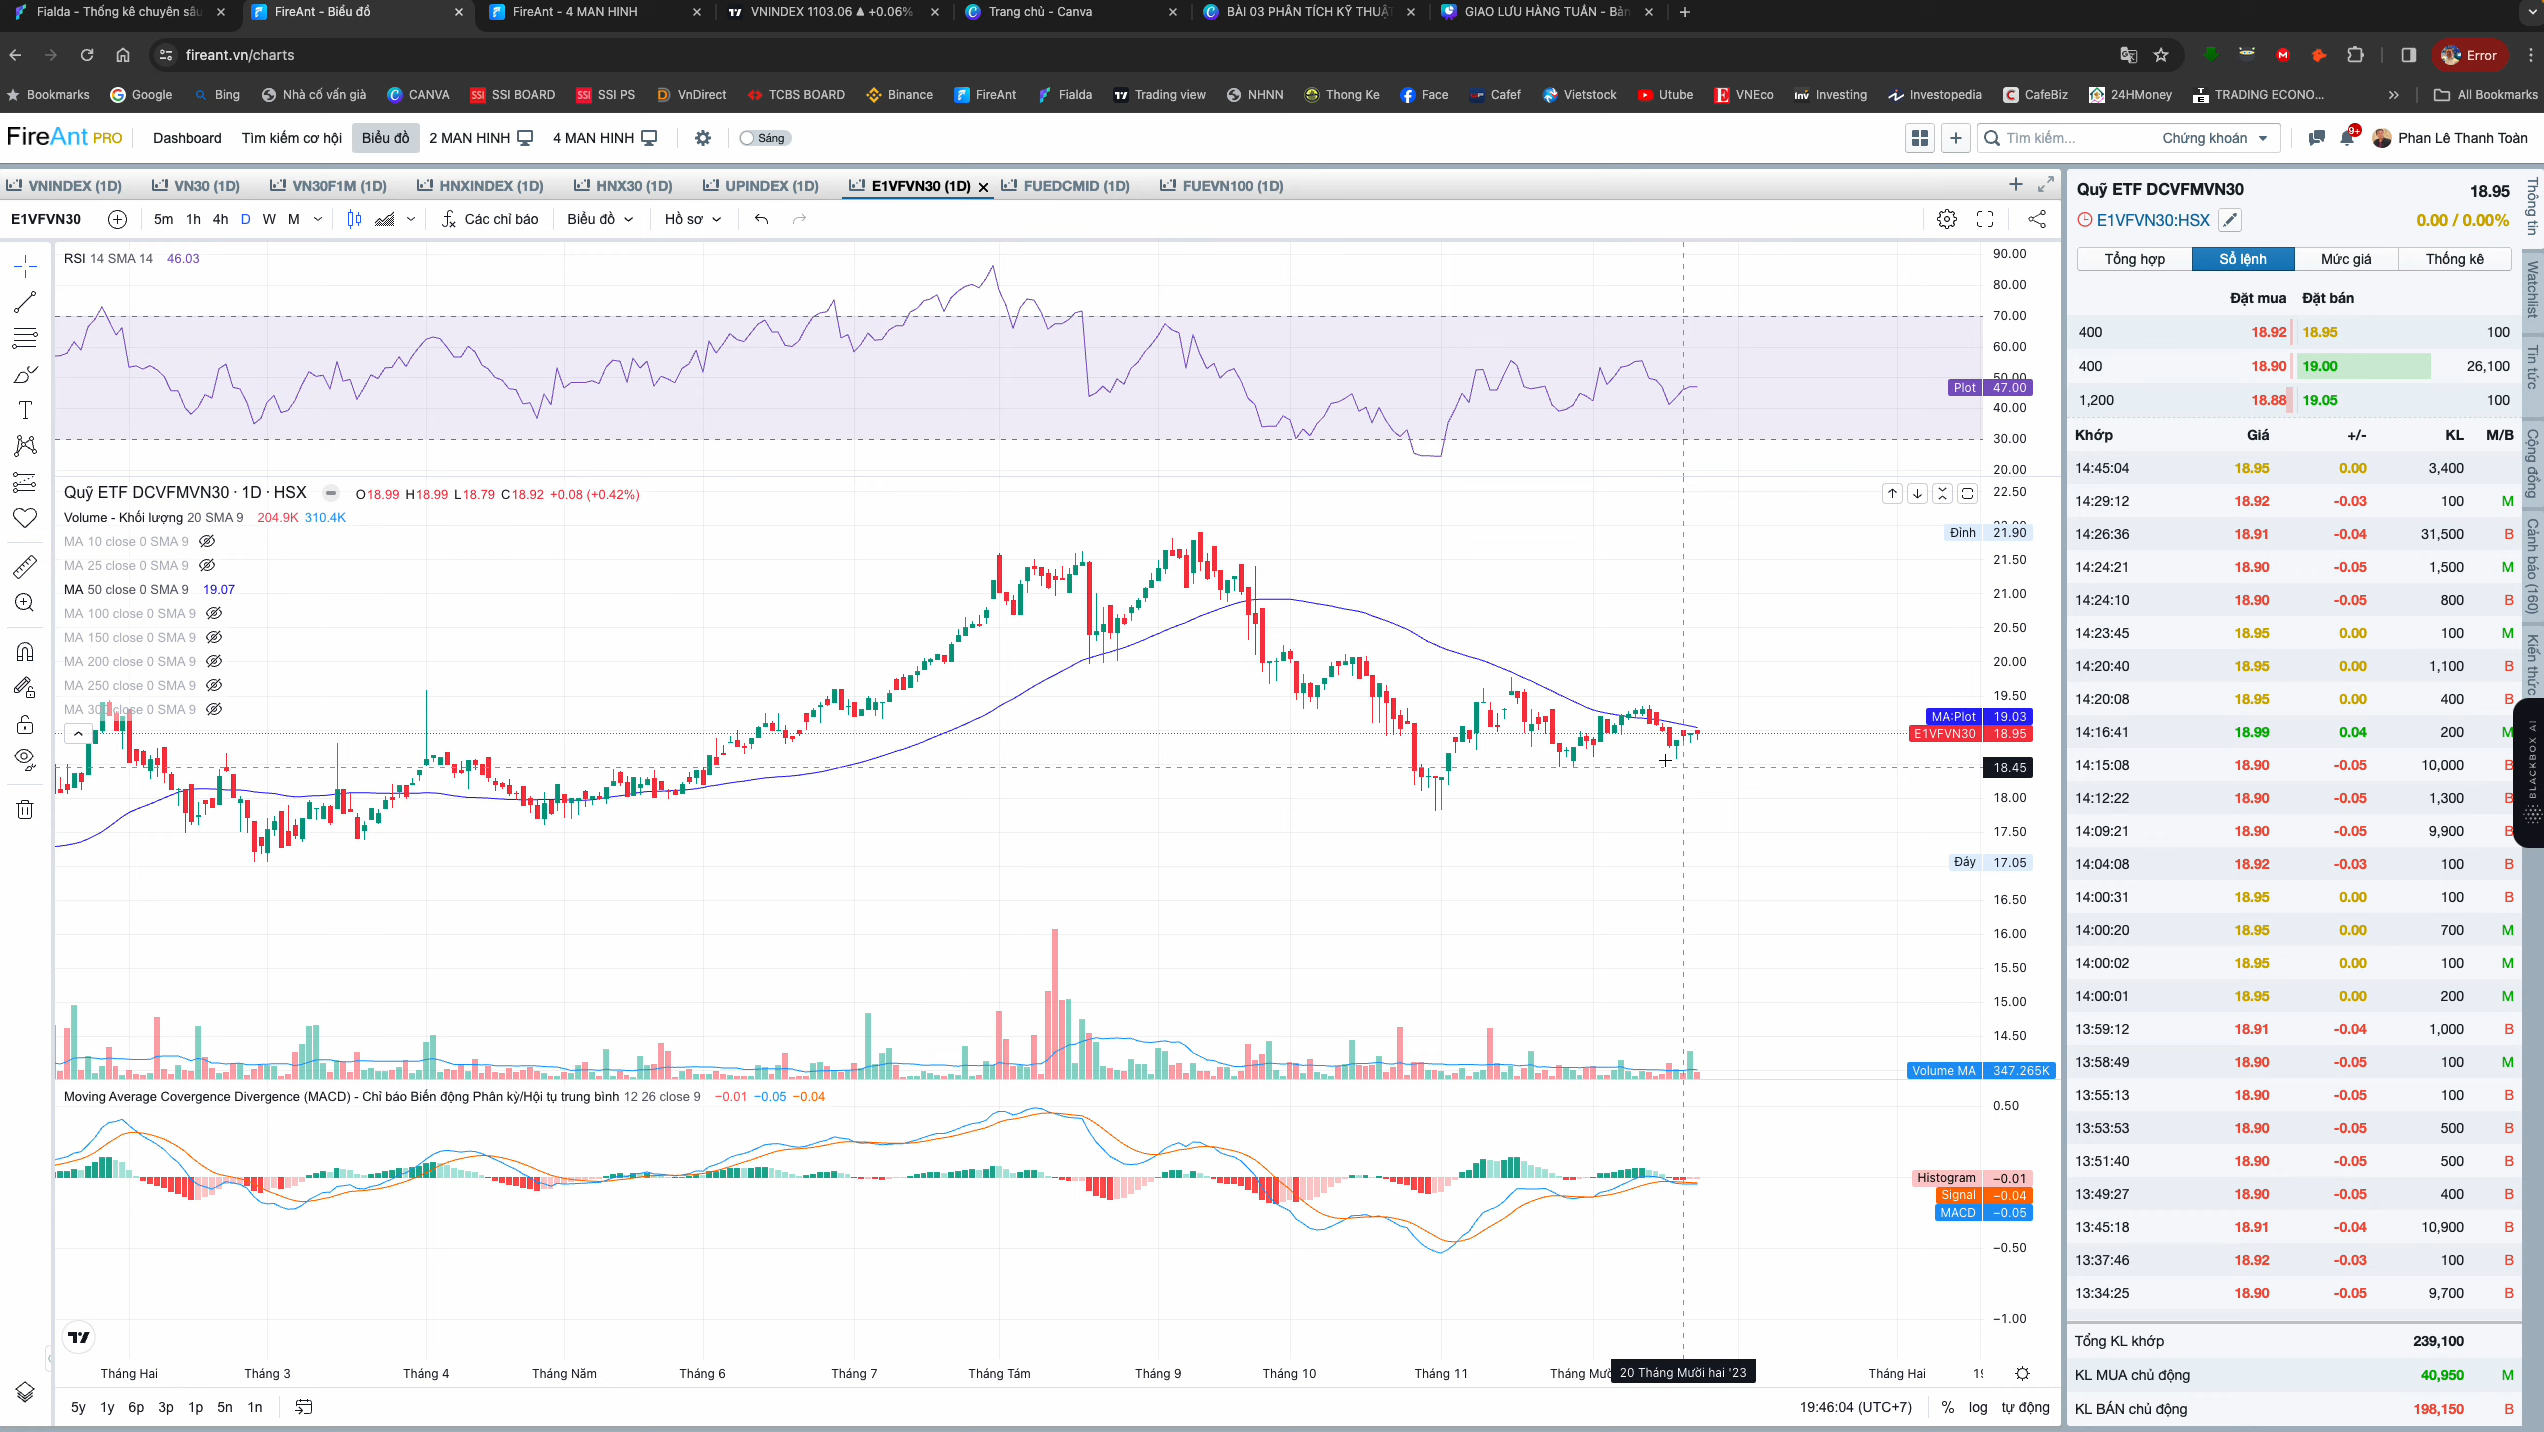 Fialda - Thống kê chuyên sâu
FireAnt - Biểu đồ
FireAnt - 4 MAN HINH
VNINDEX 1103.06 ▲ +0.06%
Trang chủ - Canva
BÀI 03 PHÂN TÍCH KỸ THUẬT
GIAO LƯU HÀNG TUẦN - Bản
fireant.vn/charts
Error
Bookmarks Google Bing Nhà cố vấn già CANVA SSI BOARD SSI PS VnDirect TCBS BOARD Binance FireAnt Fialda Trading view NHNN Thong Ke Face Cafef Vietstock Utube VNEco Investing Investopedia CafeBiz 24HMoney TRADING ECONO... All Bookmarks
FireAnt PRO Dashboard Tìm kiếm cơ hội Biểu đồ 2 MAN HINH 4 MAN HINH Sáng Tìm kiếm... Chứng khoán 9+ Phan Lê Thanh Toàn
VNINDEX (1D) VN30 (1D) VN30F1M (1D) HNXINDEX (1D) HNX30 (1D) UPINDEX (1D) E1VFVN30 (1D) FUEDCMID (1D) FUEVN100 (1D)
E1VFVN30 5m 1h 4h D W M Các chỉ báo Biểu đồ Hồ sơ
RSI 14 SMA 14 46.03
90.00
80.00
70.00
60.00
50.00
Plot 47.00
40.00
30.00
20.00
Quỹ ETF DCVFMVN30 · 1D · HSX O18.99 H18.99 L18.79 C18.92 +0.08 (+0.42%)
Volume - Khối lượng 20 SMA 9 204.9K 310.4K
MA 10 close 0 SMA 9
MA 25 close 0 SMA 9
MA 50 close 0 SMA 9 19.07
MA 100 close 0 SMA 9
MA 150 close 0 SMA 9
MA 200 close 0 SMA 9
MA 250 close 0 SMA 9
MA 300 close 0 SMA 9
22.50
22.00
Đỉnh 21.90
21.50
21.00
20.50
20.00
19.50
MA:Plot 19.03
E1VFVN30 18.95
18.45
18.00
17.50
Đáy 17.05
16.50
16.00
15.50
15.00
14.50
Volume MA 347.265K
Moving Average Covergence Divergence (MACD) - Chỉ báo Biến động Phân kỳ/Hội tụ trung bình 12 26 close 9 −0.01 −0.05 −0.04
0.50
Histogram −0.01
Signal −0.04
MACD −0.05
−0.50
−1.00
Tháng Hai Tháng 3 Tháng 4 Tháng Năm Tháng 6 Tháng 7 Tháng Tám Tháng 9 Tháng 10 Tháng 11 Tháng Mườ 20 Tháng Mười hai '23 Tháng Hai
5y 1y 6p 3p 1p 5n 1n 19:46:04 (UTC+7) % log tự động
Quỹ ETF DCVFMVN30 18.95
E1VFVN30:HSX 0.00 / 0.00%
Tổng hợp Sổ lệnh Mức giá Thống kê
Đặt mua Đặt bán
400 18.92 18.95 100
400 18.90 19.00 26,100
1,200 18.88 19.05 100
Khớp Giá +/- KL M/B
14:45:04 18.95 0.00 3,400
14:29:12 18.92 -0.03 100 M
14:26:36 18.91 -0.04 31,500 B
14:24:21 18.90 -0.05 1,500 M
14:24:10 18.90 -0.05 800 B
14:23:45 18.95 0.00 100 M
14:20:40 18.95 0.00 1,100 B
14:20:08 18.95 0.00 400 B
14:16:41 18.99 0.04 200 M
14:15:08 18.90 -0.05 10,000 B
14:12:22 18.90 -0.05 1,300 B
14:09:21 18.90 -0.05 9,900 B
14:04:08 18.92 -0.03 100 B
14:00:31 18.95 0.00 100 B
14:00:20 18.95 0.00 700 M
14:00:02 18.95 0.00 100 M
14:00:01 18.95 0.00 200 M
13:59:12 18.91 -0.04 1,000 B
13:58:49 18.90 -0.05 100 M
13:55:13 18.90 -0.05 100 B
13:53:53 18.90 -0.05 500 B
13:51:40 18.90 -0.05 500 B
13:49:27 18.90 -0.05 400 B
13:45:18 18.91 -0.04 10,900 B
13:37:46 18.92 -0.03 100 B
13:34:25 18.90 -0.05 9,700 B
Tổng KL khớp 239,100
KL MUA chủ động 40,950 M
KL BÁN chủ động 198,150 B
Thông tin
Watchlist
Tin tức
Cộng đồng
Cảnh báo (160)
Kiến thức
BLACKBOX AI